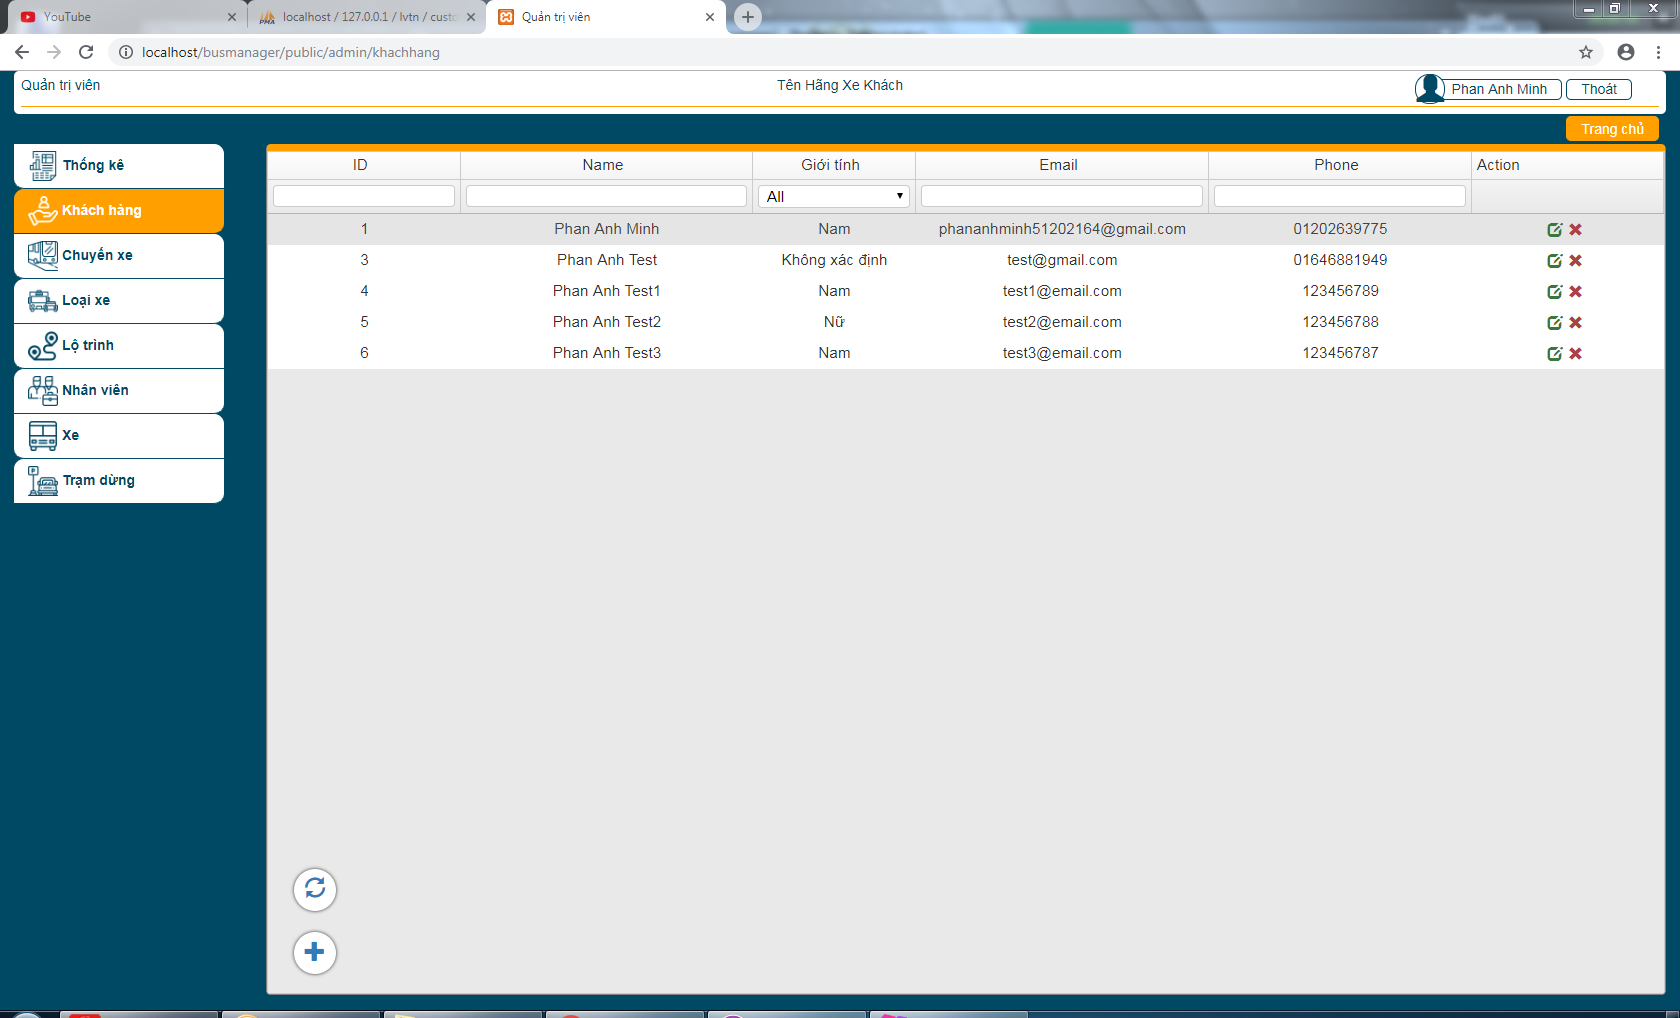 YouTube
localhost / 127.0.0.1 / lvtn / custo
Quản trị viên
localhost/busmanager/public/admin/khachhang
Quản trị viên
Tên Hãng Xe Khách
Phan Anh Minh
Thoát
Trang chủ
Thống kê
Khách hàng
Chuyến xe
Loại xe
Lộ trình
Nhân viên
Xe
Trạm dừng
ID Name Giới tính Email Phone Action
All
1 Phan Anh Minh Nam phananhminh51202164@gmail.com 01202639775
3 Phan Anh Test Không xác định test@gmail.com 01646881949
4 Phan Anh Test1 Nam test1@email.com 123456789
5 Phan Anh Test2 Nữ test2@email.com 123456788
6 Phan Anh Test3 Nam test3@email.com 123456787